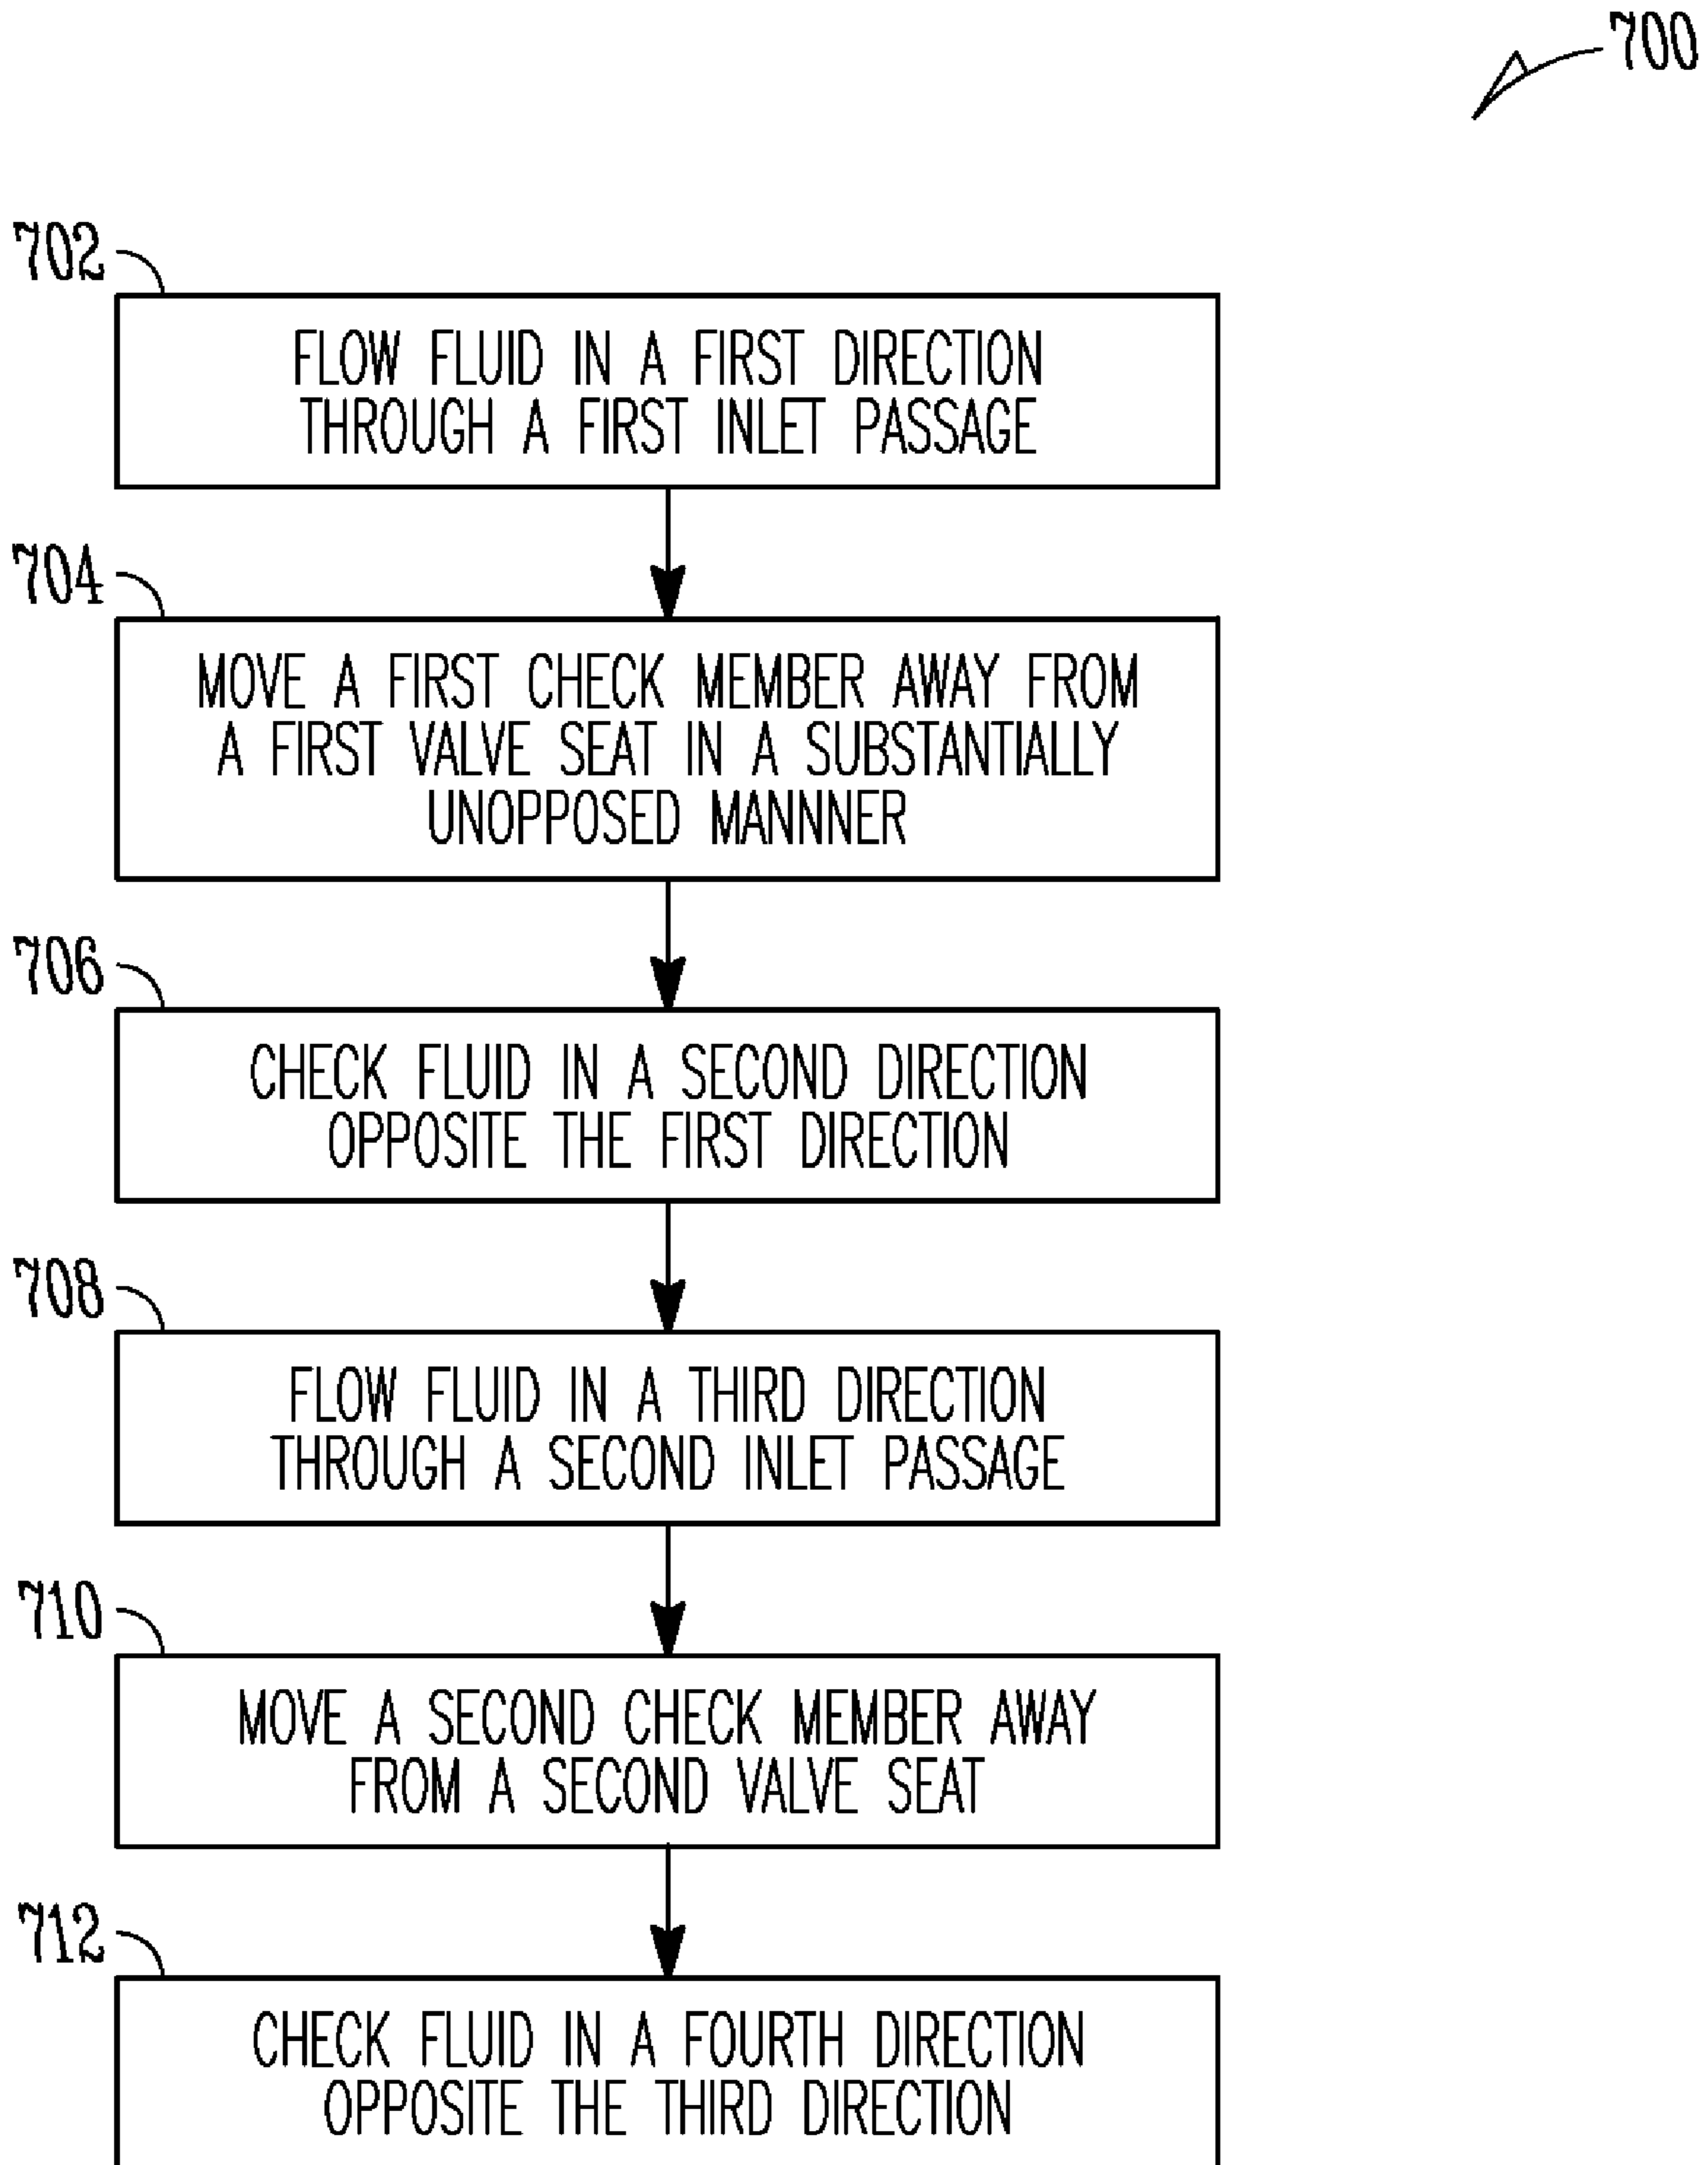 700
702
FLOW FLUID IN A FIRST DIRECTION
THROUGH A FIRST INLET PASSAGE
704
MOVE A FIRST CHECK MEMBER AWAY FROM
A FIRST VALVE SEAT IN A SUBSTANTIALLY
UNOPPOSED MANNNER
706
CHECK FLUID IN A SECOND DIRECTION
OPPOSITE THE FIRST DIRECTION
708
FLOW FLUID IN A THIRD DIRECTION
THROUGH A SECOND INLET PASSAGE
710
MOVE A SECOND CHECK MEMBER AWAY
FROM A SECOND VALVE SEAT
712
CHECK FLUID IN A FOURTH DIRECTION
OPPOSITE THE THIRD DIRECTION